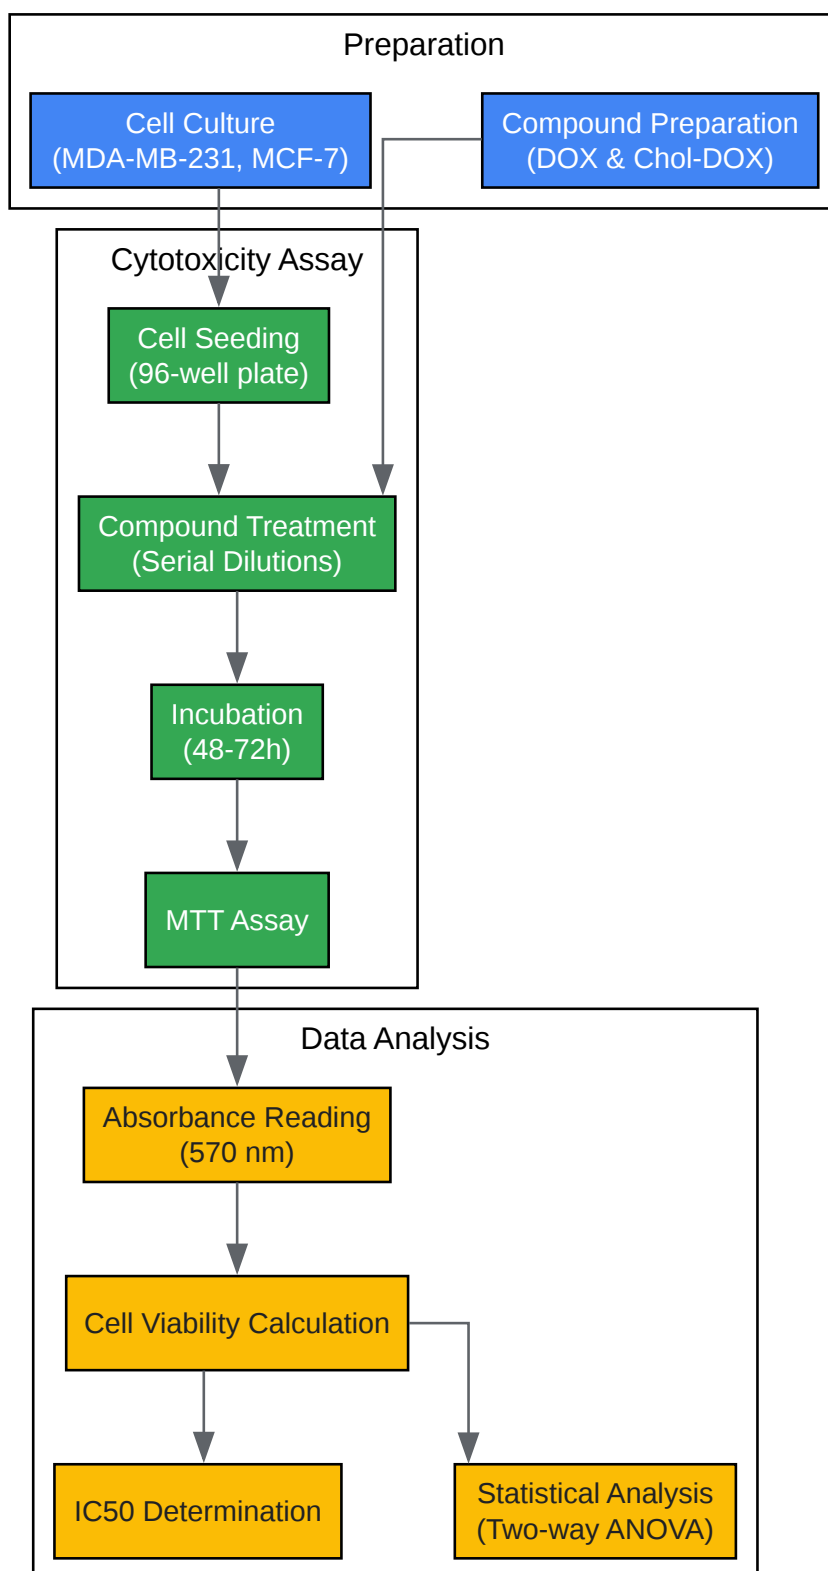 Preparation
Cell Culture
(MDA-MB-231, MCF-7)
Compound Preparation
(DOX & Chol-DOX)
Cytotoxicity Assay
Cell Seeding
(96-well plate)
Compound Treatment
(Serial Dilutions)
Incubation
(48-72h)
MTT Assay
Data Analysis
Absorbance Reading
(570 nm)
Cell Viability Calculation
IC50 Determination
Statistical Analysis
(Two-way ANOVA)